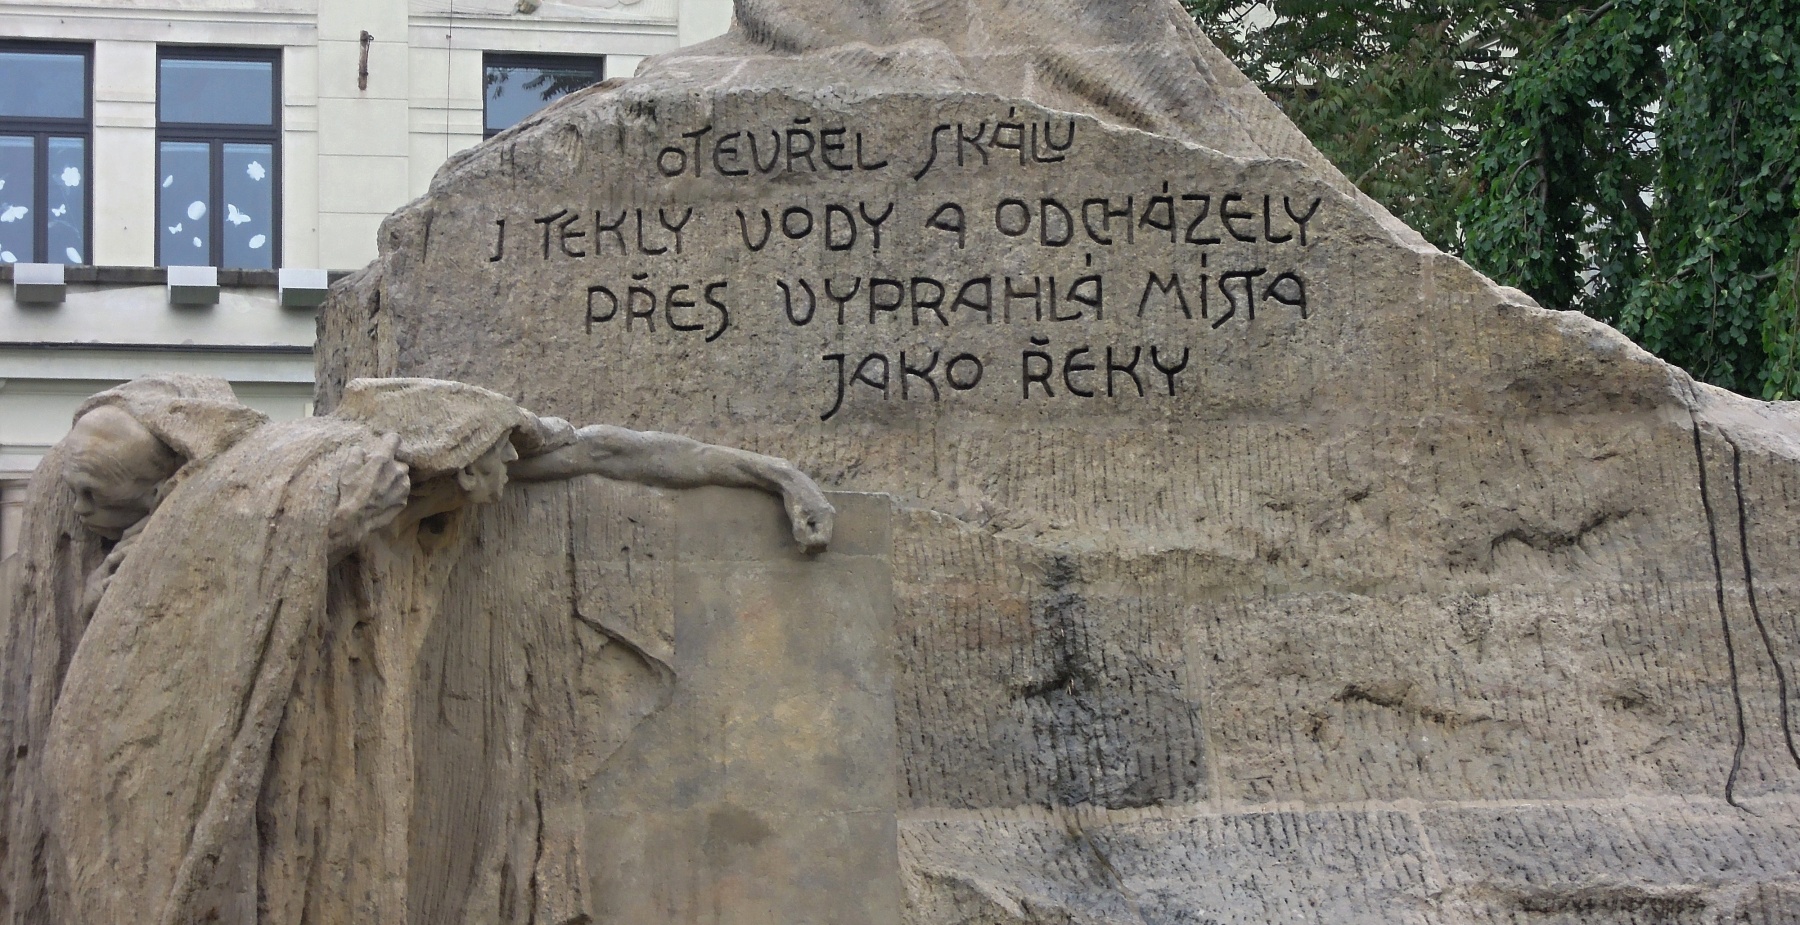 OTEVŘEL SKÁLU
J TEKLY VODY A ODCHÁZELY
PŘES VYPRAHLÁ MÍSTA
JAKO ŘEKY